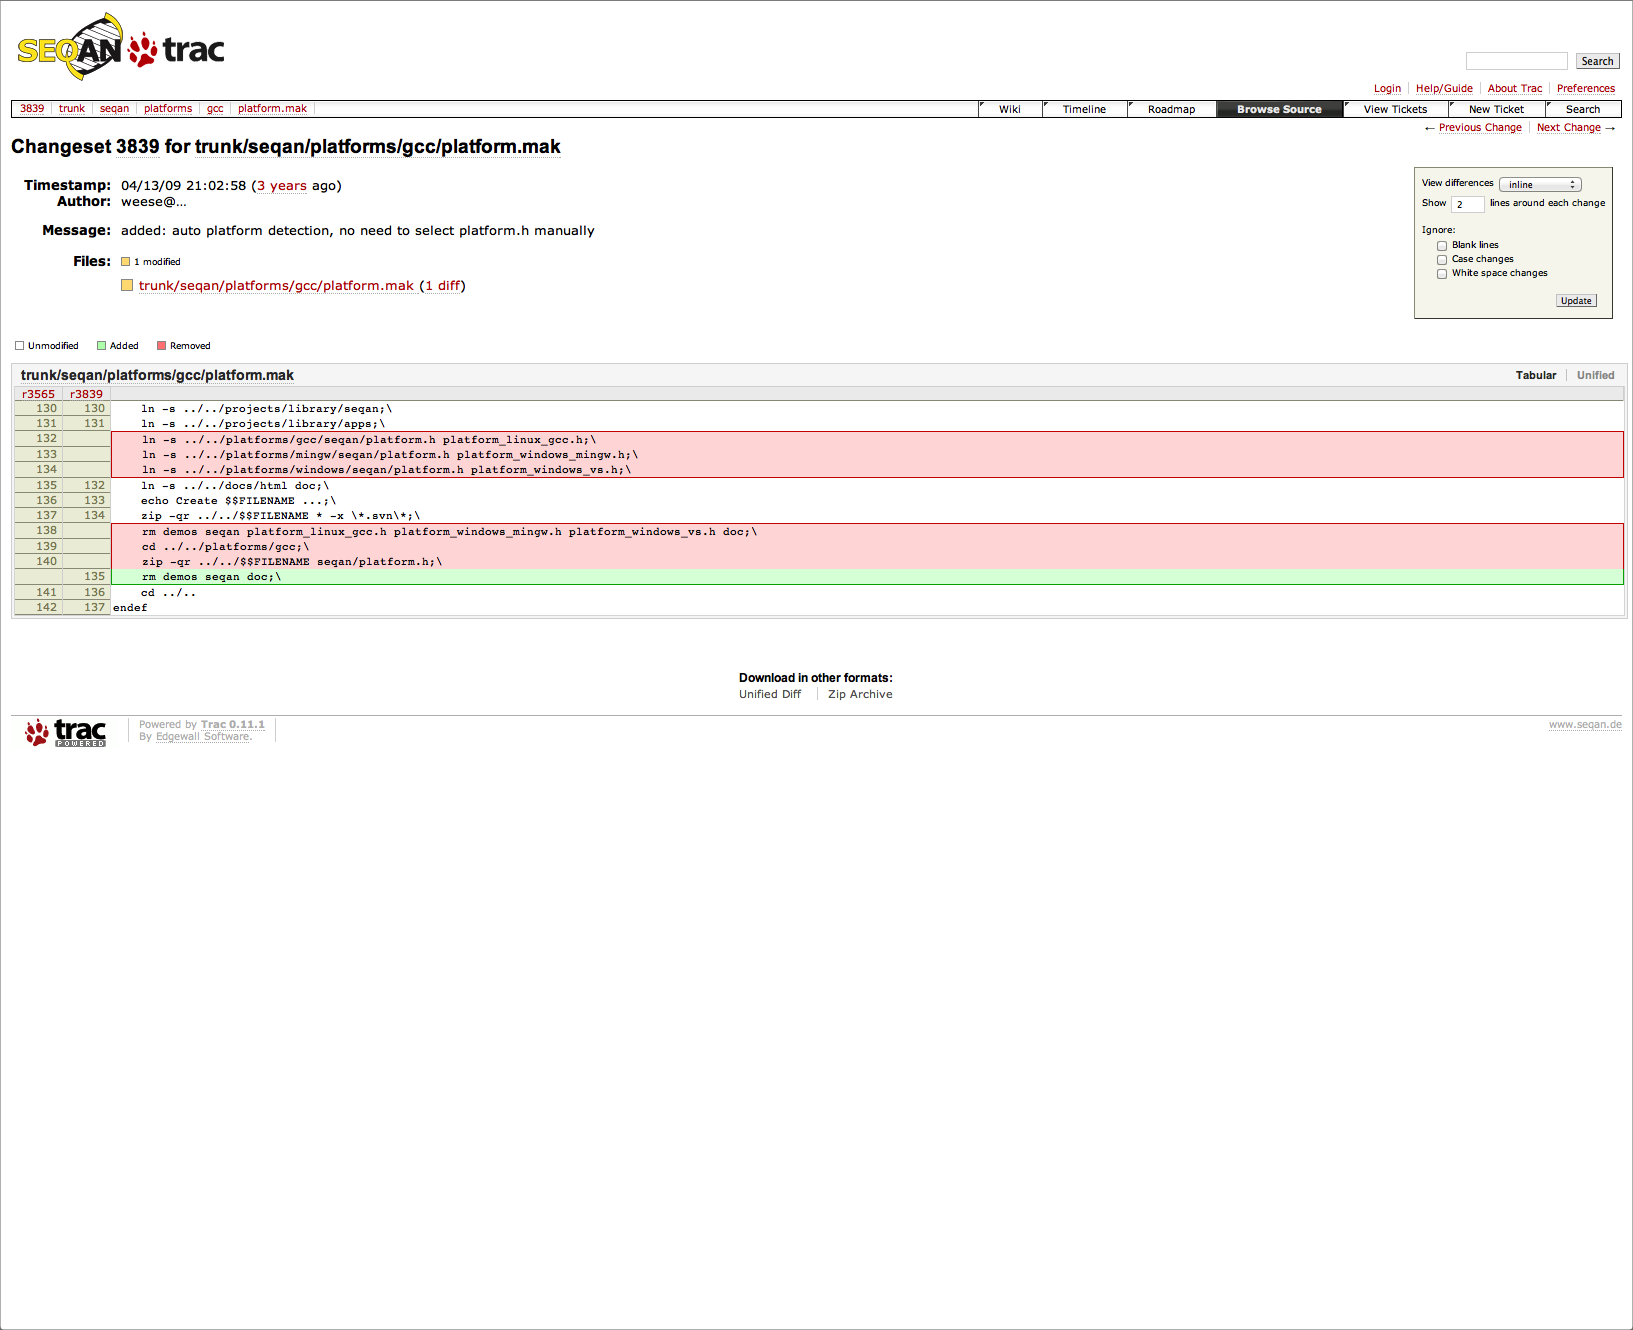 SEQAN trac
Search
Login Help/Guide About Trac Preferences
3839 trunk seqan platforms gcc platform.mak Wiki Timeline Roadmap Browse Source View Tickets New Ticket Search
← Previous Change Next Change →
Changeset 3839 for trunk/seqan/platforms/gcc/platform.mak
Timestamp: 04/13/09 21:02:58 (3 years ago)
Author: weese@...
Message: added: auto platform detection, no need to select platform.h manually
Files: 1 modified
trunk/seqan/platforms/gcc/platform.mak (1 diff)
View differences inline
Show 2 lines around each change
Ignore:
Blank lines
Case changes
White space changes
Update
Unmodified Added Removed
trunk/seqan/platforms/gcc/platform.mak Tabular Unified
r3565 r3839
130 130 ln -s ../../projects/library/seqan;\
131 131 ln -s ../../projects/library/apps;\
132 ln -s ../../platforms/gcc/seqan/platform.h platform_linux_gcc.h;\
133 ln -s ../../platforms/mingw/seqan/platform.h platform_windows_mingw.h;\
134 ln -s ../../platforms/windows/seqan/platform.h platform_windows_vs.h;\
135 132 ln -s ../../docs/html doc;\
136 133 echo Create $$FILENAME ...;\
137 134 zip -qr ../../$$FILENAME * -x \*.svn\*;\
138 rm demos seqan platform_linux_gcc.h platform_windows_mingw.h platform_windows_vs.h doc;\
139 cd ../../platforms/gcc;\
140 zip -qr ../../$$FILENAME seqan/platform.h;\
135 rm demos seqan doc;\
141 136 cd ../..
142 137 endef
Download in other formats:
Unified Diff Zip Archive
trac POWERED
Powered by Trac 0.11.1
By Edgewall Software.
www.seqan.de